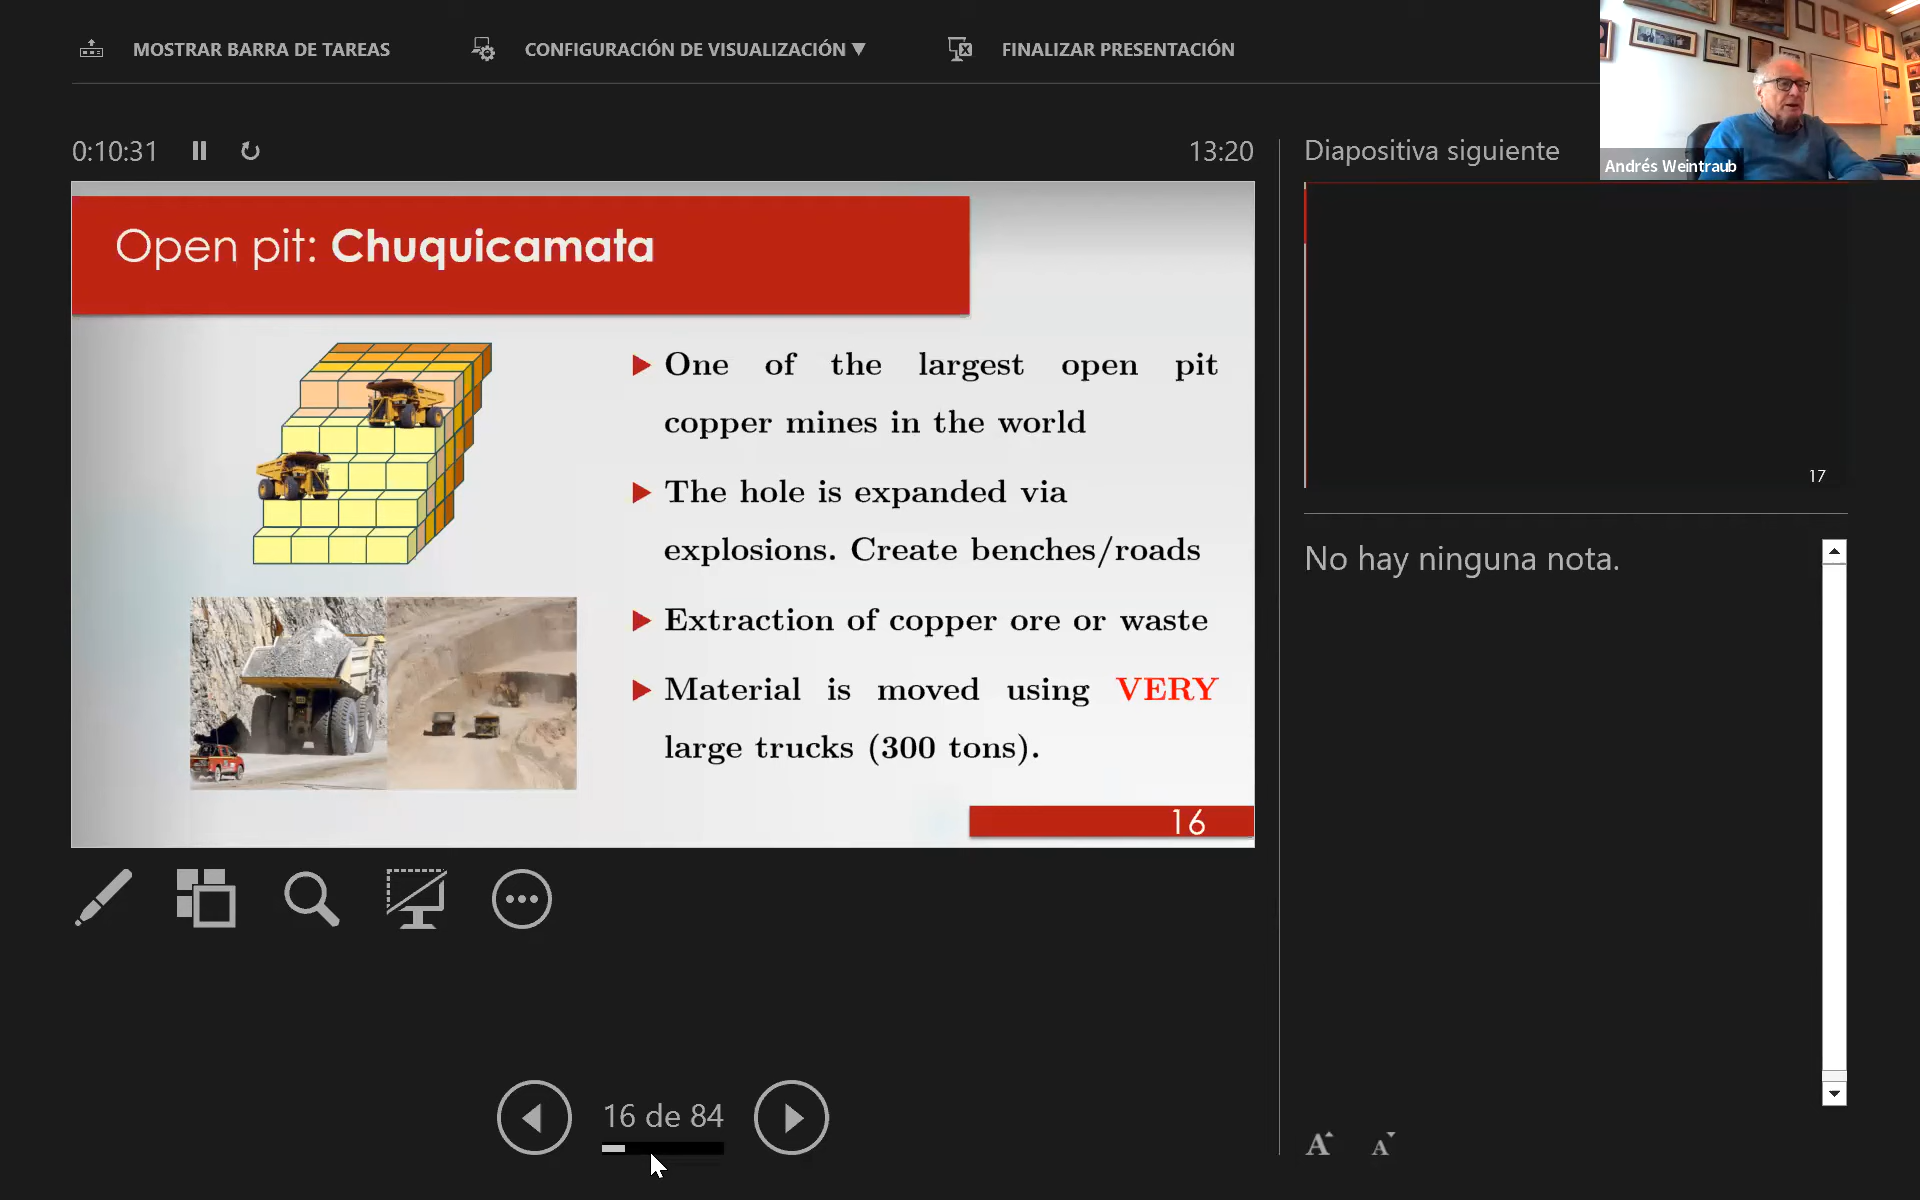 MOSTRAR BARRA DE TAREAS
CONFIGURACIÓN DE VISUALIZACIÓN ▼
FINALIZAR PRESENTACIÓN
Andrés Weintraub
0:10:31
13:20
Diapositiva siguiente
Open pit: Chuquicamata
One of the largest open pit
copper mines in the world
The hole is expanded via
explosions. Create benches/roads
Extraction of copper ore or waste
Material is moved using VERY
large trucks (300 tons).
16
17
No hay ninguna nota.
16 de 84
A A